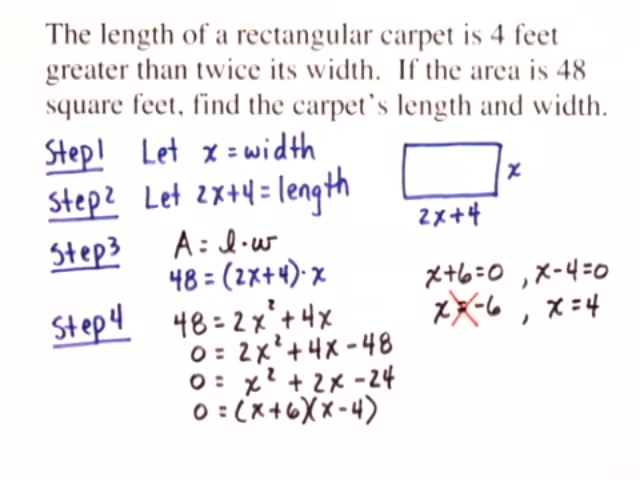 The length of a rectangular carpet is 4 feet
greater than twice its width. If the area is 48
square feet, find the carpet's length and width.
Step1 Let x = width
Step2 Let 2x+4 = length
x
2x+4
Step3 A = l·w
48 = (2x+4)·x
Step4 48 = 2x² + 4x
0 = 2x² + 4x - 48
0 = x² + 2x - 24
0 = (x+6)(x-4)
x+6=0 , x-4=0
x=-6 , x=4